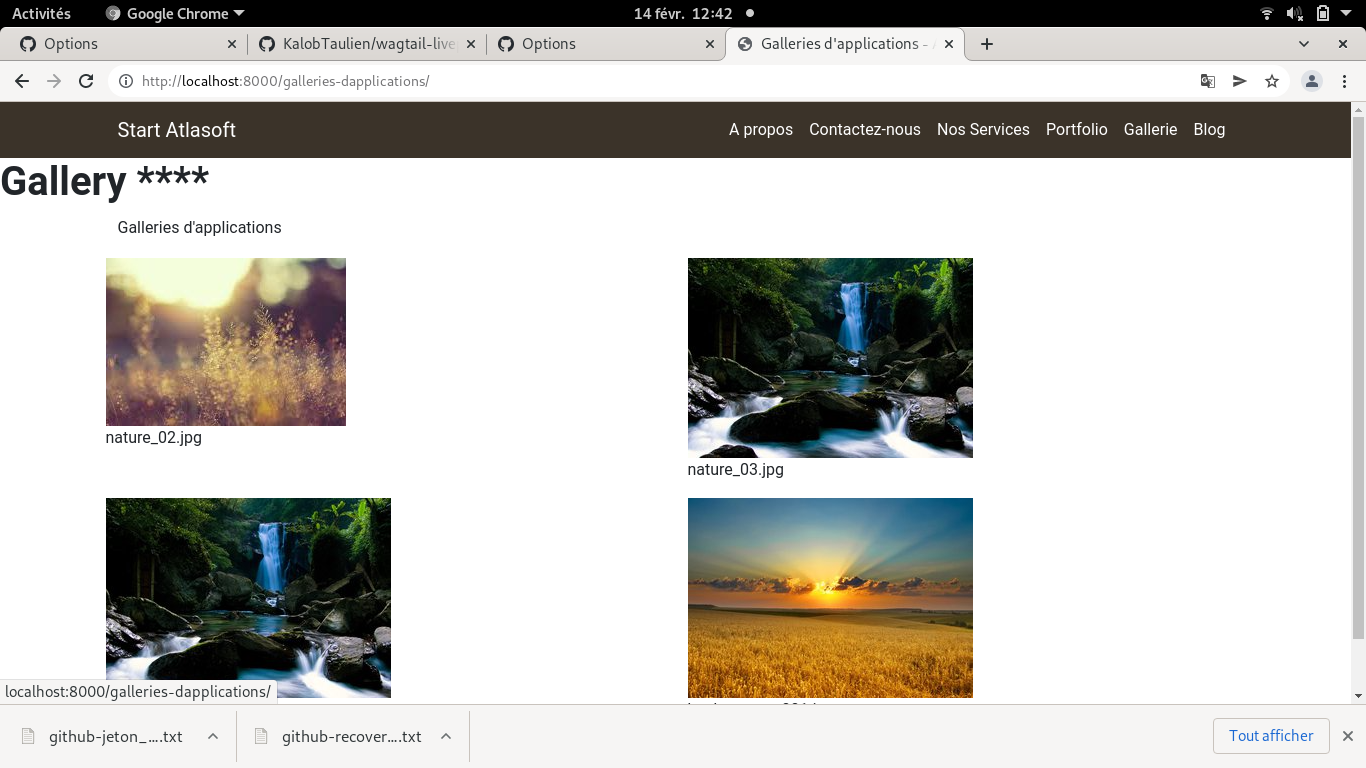 Activités Google Chrome 14 févr. 12:42
Options KalobTaulien/wagtail-live Options Galleries d'applications -
http://localhost:8000/galleries-dapplications/
Start Atlasoft A propos Contactez-nous Nos Services Portfolio Gallerie Blog
Gallery ****
Galleries d'applications
nature_02.jpg
nature_03.jpg
localhost:8000/galleries-dapplications/
github-jeton_....txt github-recover....txt Tout afficher